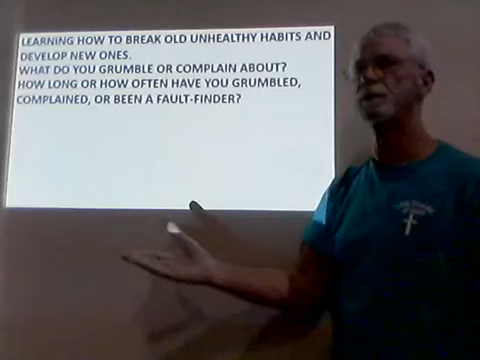 LEARNING HOW TO BREAK OLD UNHEALTHY HABITS AND
DEVELOP NEW ONES.
WHAT DO YOU GRUMBLE OR COMPLAIN ABOUT?
HOW LONG OR HOW OFTEN HAVE YOU GRUMBLED,
COMPLAINED, OR BEEN A FAULT-FINDER?